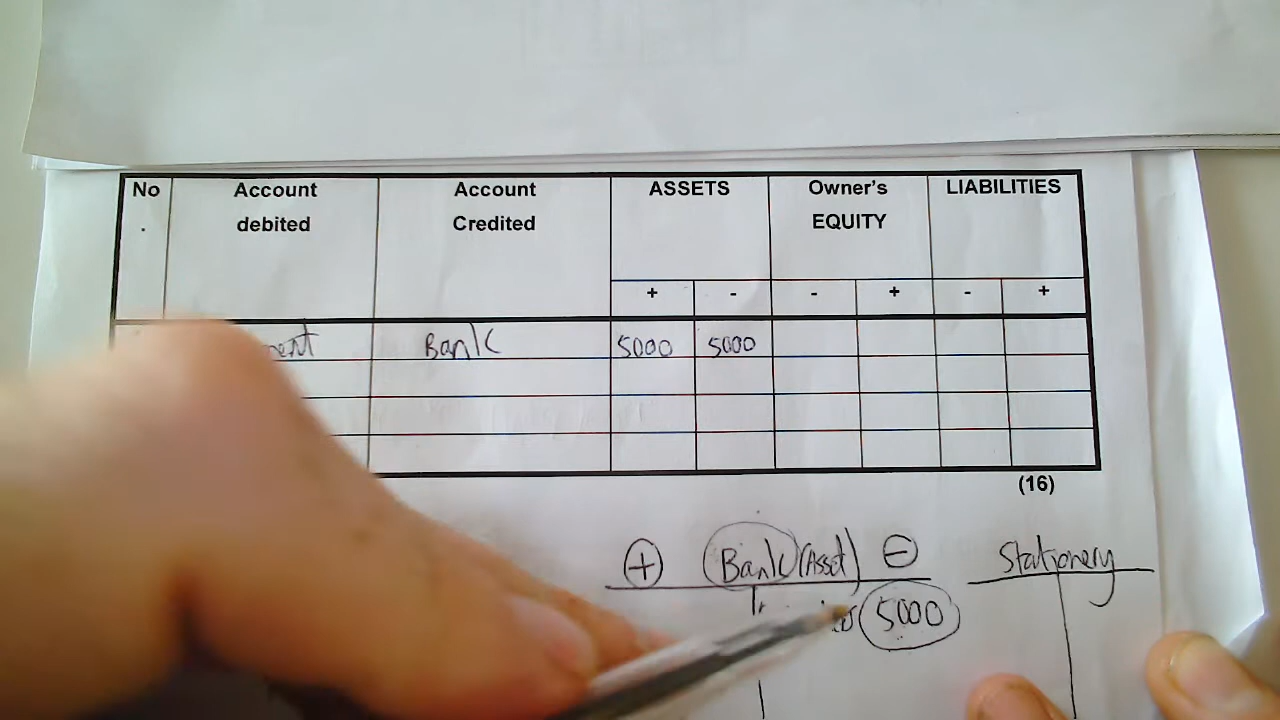 No Account Account ASSETS Owner's LIABILITIES
. debited Credited EQUITY
+ - - + - +
Bank 5000 5000
(16)
+ Bank (Asset) - Stationery
5000